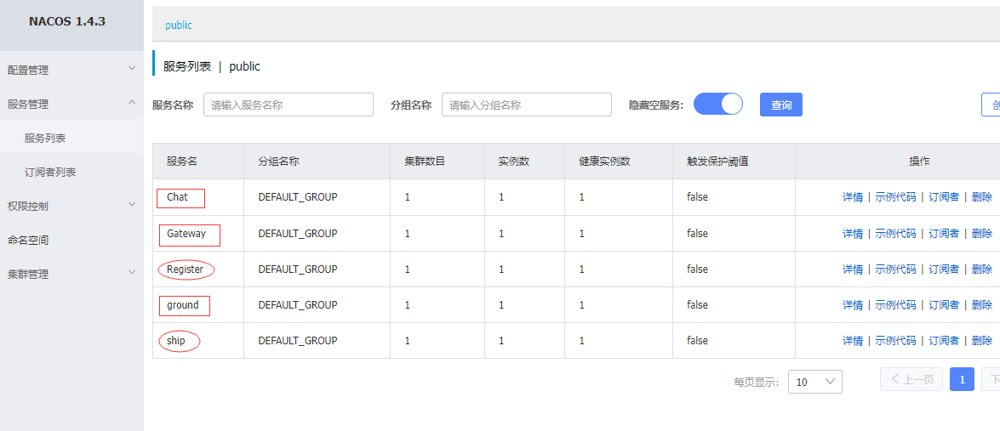 NACOS 1.4.3
配置管理
服务管理
服务列表
订阅者列表
权限控制
命名空间
集群管理
public
服务列表 | public
服务名称 请输入服务名称 分组名称 请输入分组名称 隐藏空服务: 查询 创
服务名 分组名称 集群数目 实例数 健康实例数 触发保护阈值 操作
Chat DEFAULT_GROUP 1 1 1 false 详情 | 示例代码 | 订阅者 | 删除
Gateway DEFAULT_GROUP 1 1 1 false 详情 | 示例代码 | 订阅者 | 删除
Register DEFAULT_GROUP 1 1 1 false 详情 | 示例代码 | 订阅者 | 删除
ground DEFAULT_GROUP 1 1 1 false 详情 | 示例代码 | 订阅者 | 删除
ship DEFAULT_GROUP 1 1 1 false 详情 | 示例代码 | 订阅者 | 删除
每页显示: 10 上一页 1 下